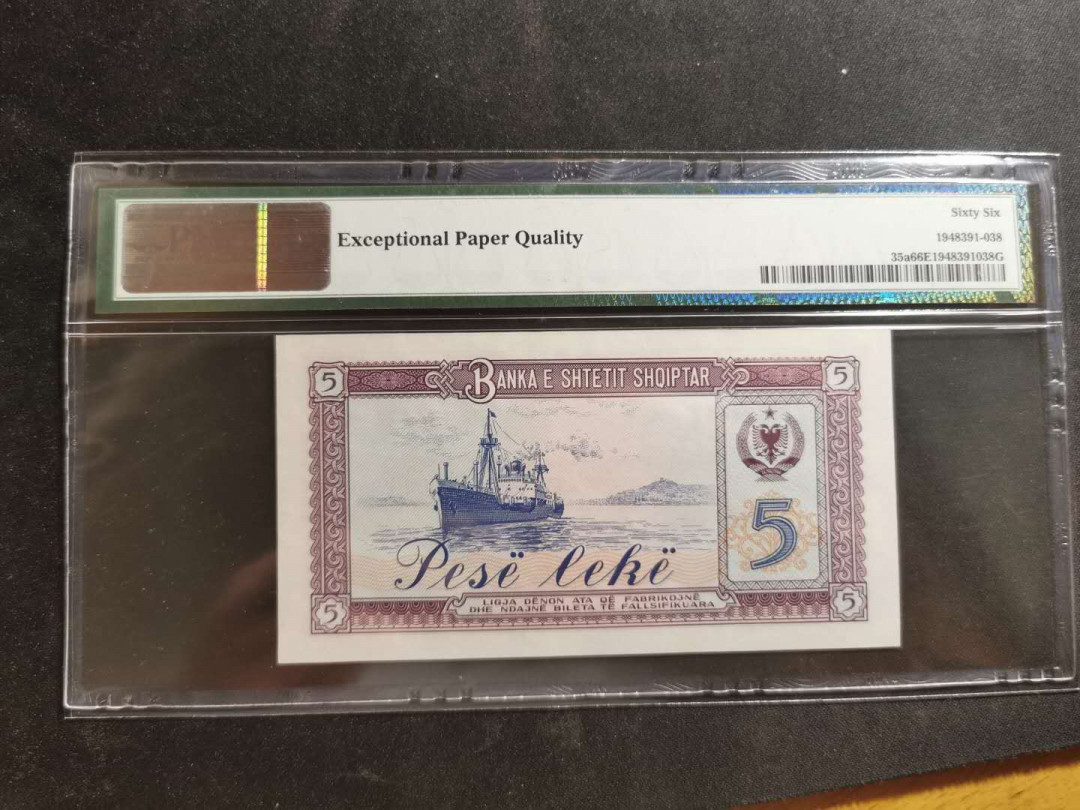 Sixty Six
Exceptional Paper Quality
1948391-038
35a66E1948391038G
5 BANKA E SHTETIT SHQIPTAR 5
5
Pesë lekë
LIGJA DËNON ATA QË FABRIKOJNË
DHE NDAJNË BILETA TË FALLSIFIKUARA
5 5